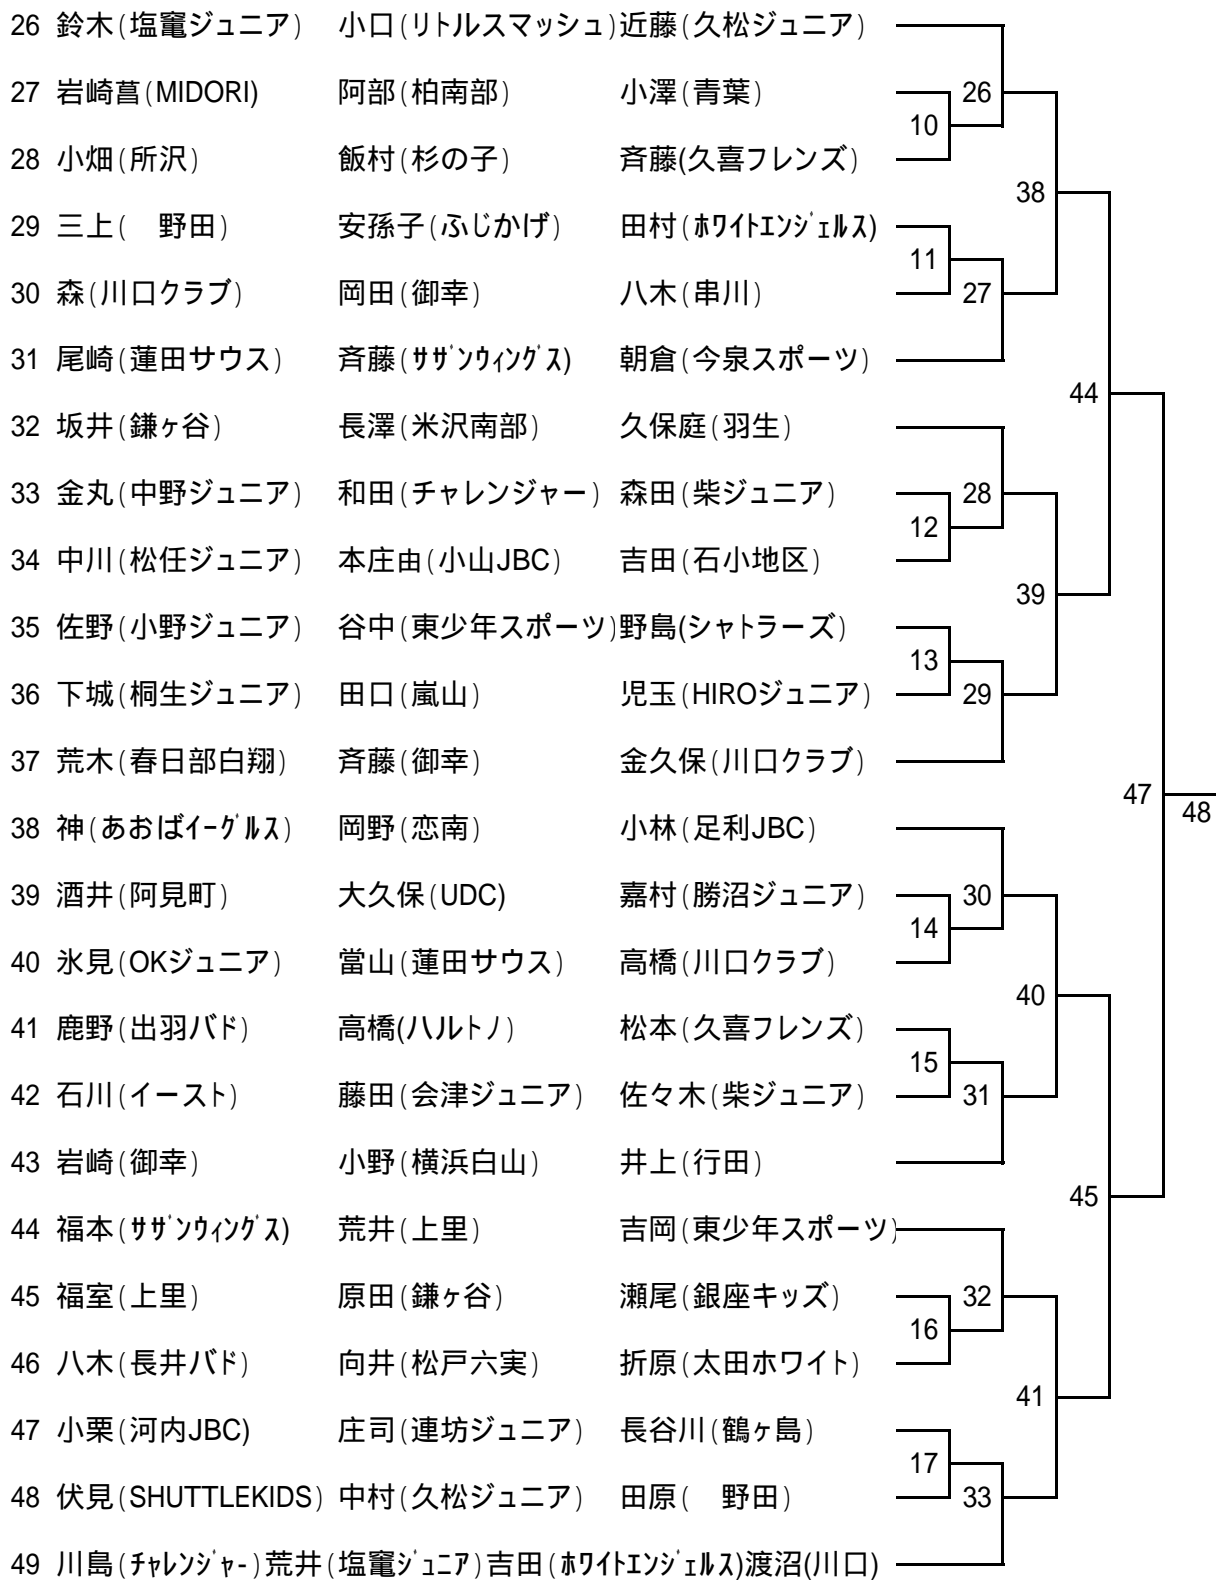 26 鈴木(塩竃ジュニア) 小口(リトルスマッシュ)近藤(久松ジュニア)
27 岩崎菖(MIDORI) 阿部(柏南部) 小澤(青葉) 26
10
28 小畑(所沢) 飯村(杉の子) 斉藤(久喜フレンズ)
38
29 三上(　野田) 安孫子(ふじかげ) 田村(ホワイトエンジェルス)
11
30 森(川口クラブ) 岡田(御幸) 八木(串川) 27
31 尾崎(蓮田サウス) 斉藤(ササﾞンウィングス) 朝倉(今泉スポーツ)
44
32 坂井(鎌ヶ谷) 長澤(米沢南部) 久保庭(羽生)
33 金丸(中野ジュニア) 和田(チャレンジャー) 森田(柴ジュニア) 28
12
34 中川(松任ジュニア) 本庄由(小山JBC) 吉田(石小地区)
39
35 佐野(小野ジュニア) 谷中(東少年スポーツ)野島(シャトラーズ)
13
36 下城(桐生ジュニア) 田口(嵐山) 児玉(HIROジュニア) 29
37 荒木(春日部白翔) 斉藤(御幸) 金久保(川口クラブ)
47
48
38 神(あおばイーグルス) 岡野(恋南) 小林(足利JBC)
39 酒井(阿見町) 大久保(UDC) 嘉村(勝沼ジュニア) 30
14
40 氷見(OKジュニア) 當山(蓮田サウス) 高橋(川口クラブ)
40
41 鹿野(出羽バド) 高橋(ハルトノ) 松本(久喜フレンズ)
15
42 石川(イースト) 藤田(会津ジュニア) 佐々木(柴ジュニア) 31
43 岩崎(御幸) 小野(横浜白山) 井上(行田)
45
44 福本(サザンウィングス) 荒井(上里) 吉岡(東少年スポーツ)
45 福室(上里) 原田(鎌ヶ谷) 瀬尾(銀座キッズ) 32
16
46 八木(長井バド) 向井(松戸六実) 折原(太田ホワイト)
41
47 小栗(河内JBC) 庄司(連坊ジュニア) 長谷川(鶴ヶ島)
17
48 伏見(SHUTTLEKIDS) 中村(久松ジュニア) 田原(　野田) 33
49 川島(チャレンジャー)荒井(塩竃ジュニア)吉田(ホワイトエンジェルス)渡沼(川口)